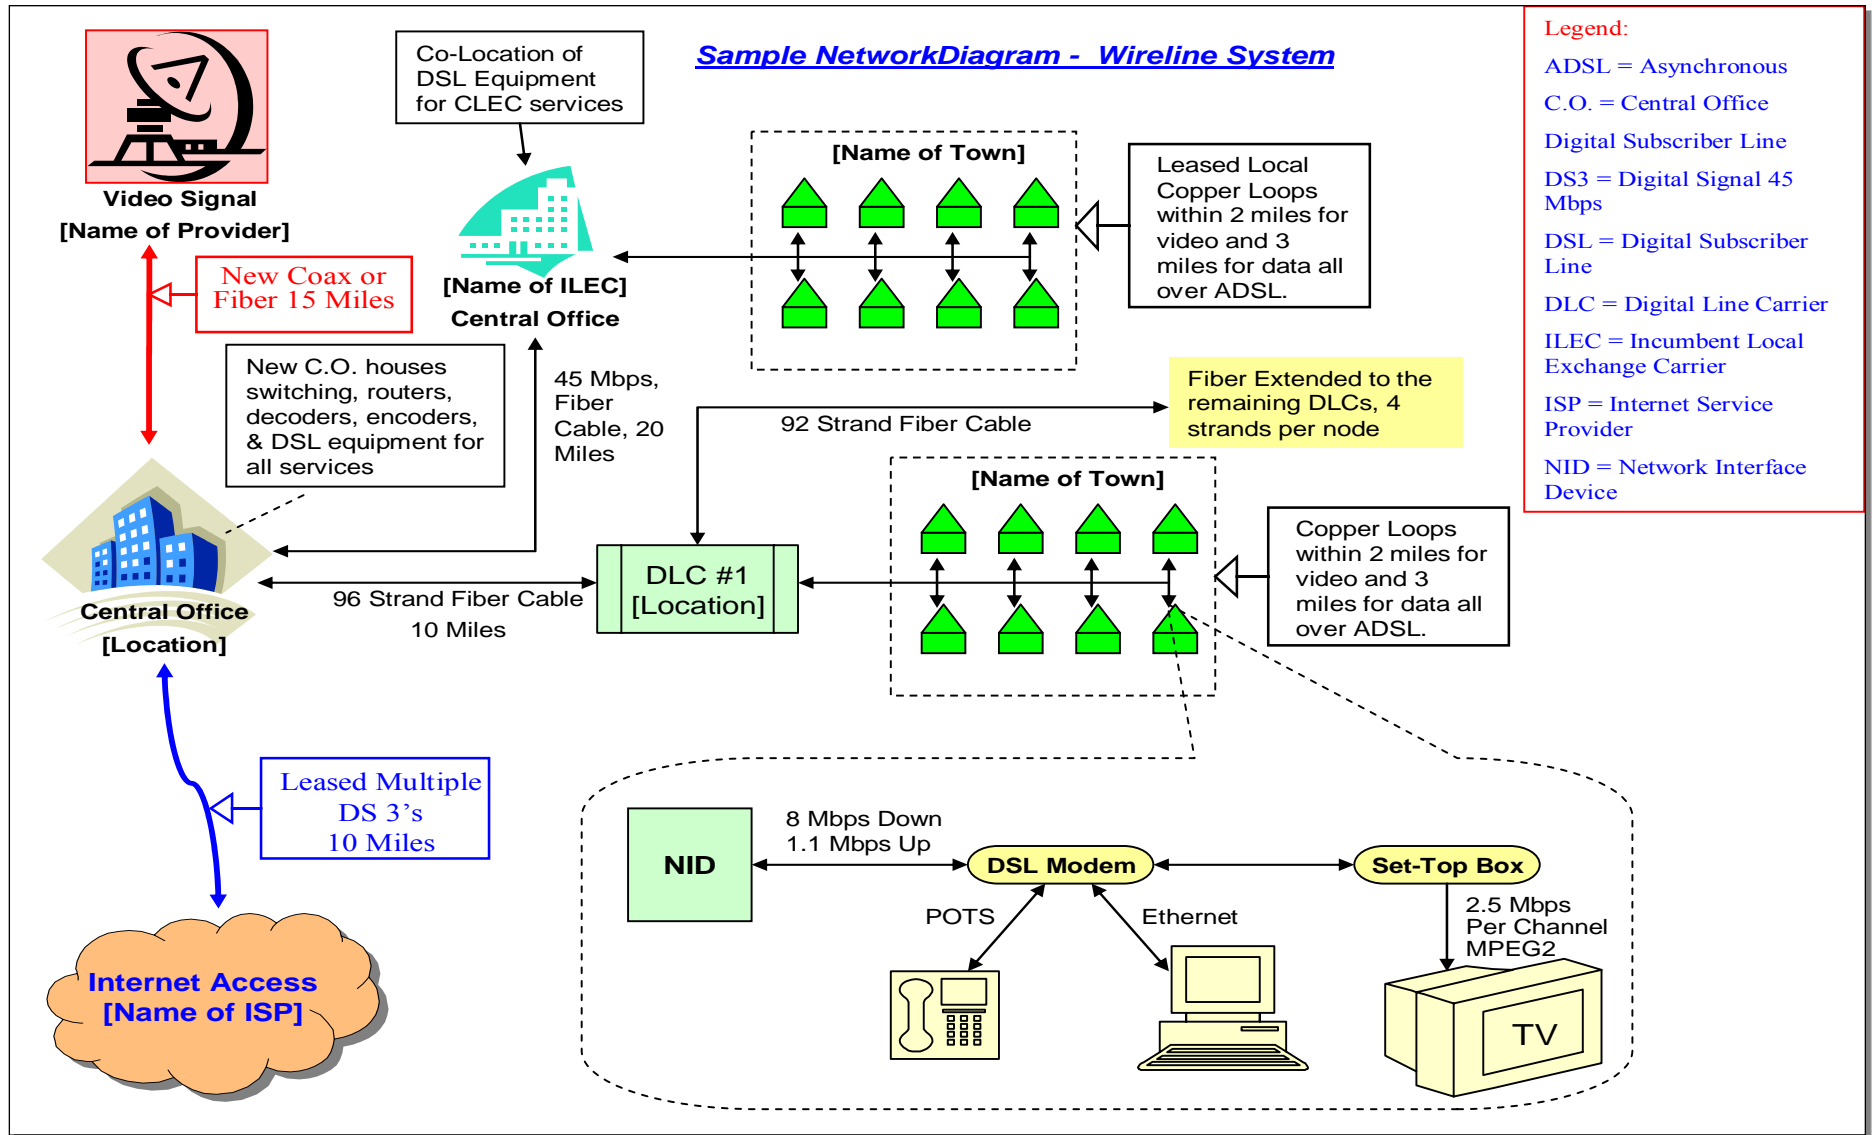 Sample NetworkDiagram -  Wireline System
Video Signal
[Name of Provider]
New Coax or
Fiber 15 Miles
Co-Location of
DSL Equipment
for CLEC services
[Name of ILEC]
Central Office
[Name of Town]
Leased Local
Copper Loops
within 2 miles for
video and 3
miles for data all
over ADSL.
New C.O. houses
switching, routers,
decoders, encoders,
& DSL equipment for
all services
45 Mbps,
Fiber
Cable, 20
Miles
92 Strand Fiber Cable
Fiber Extended to the
remaining DLCs, 4
strands per node
Central Office
[Location]
96 Strand Fiber Cable
10 Miles
DLC #1
[Location]
[Name of Town]
Copper Loops
within 2 miles for
video and 3
miles for data all
over ADSL.
Leased Multiple
DS 3’s
10 Miles
Internet Access
[Name of ISP]
NID
8 Mbps Down
1.1 Mbps Up
DSL Modem
Set-Top Box
POTS
Ethernet
2.5 Mbps
Per Channel
MPEG2
TV
Legend:
ADSL = Asynchronous
C.O. = Central Office
Digital Subscriber Line
DS3 = Digital Signal 45
Mbps
DSL = Digital Subscriber
Line
DLC = Digital Line Carrier
ILEC = Incumbent Local
Exchange Carrier
ISP = Internet Service
Provider
NID = Network Interface
Device